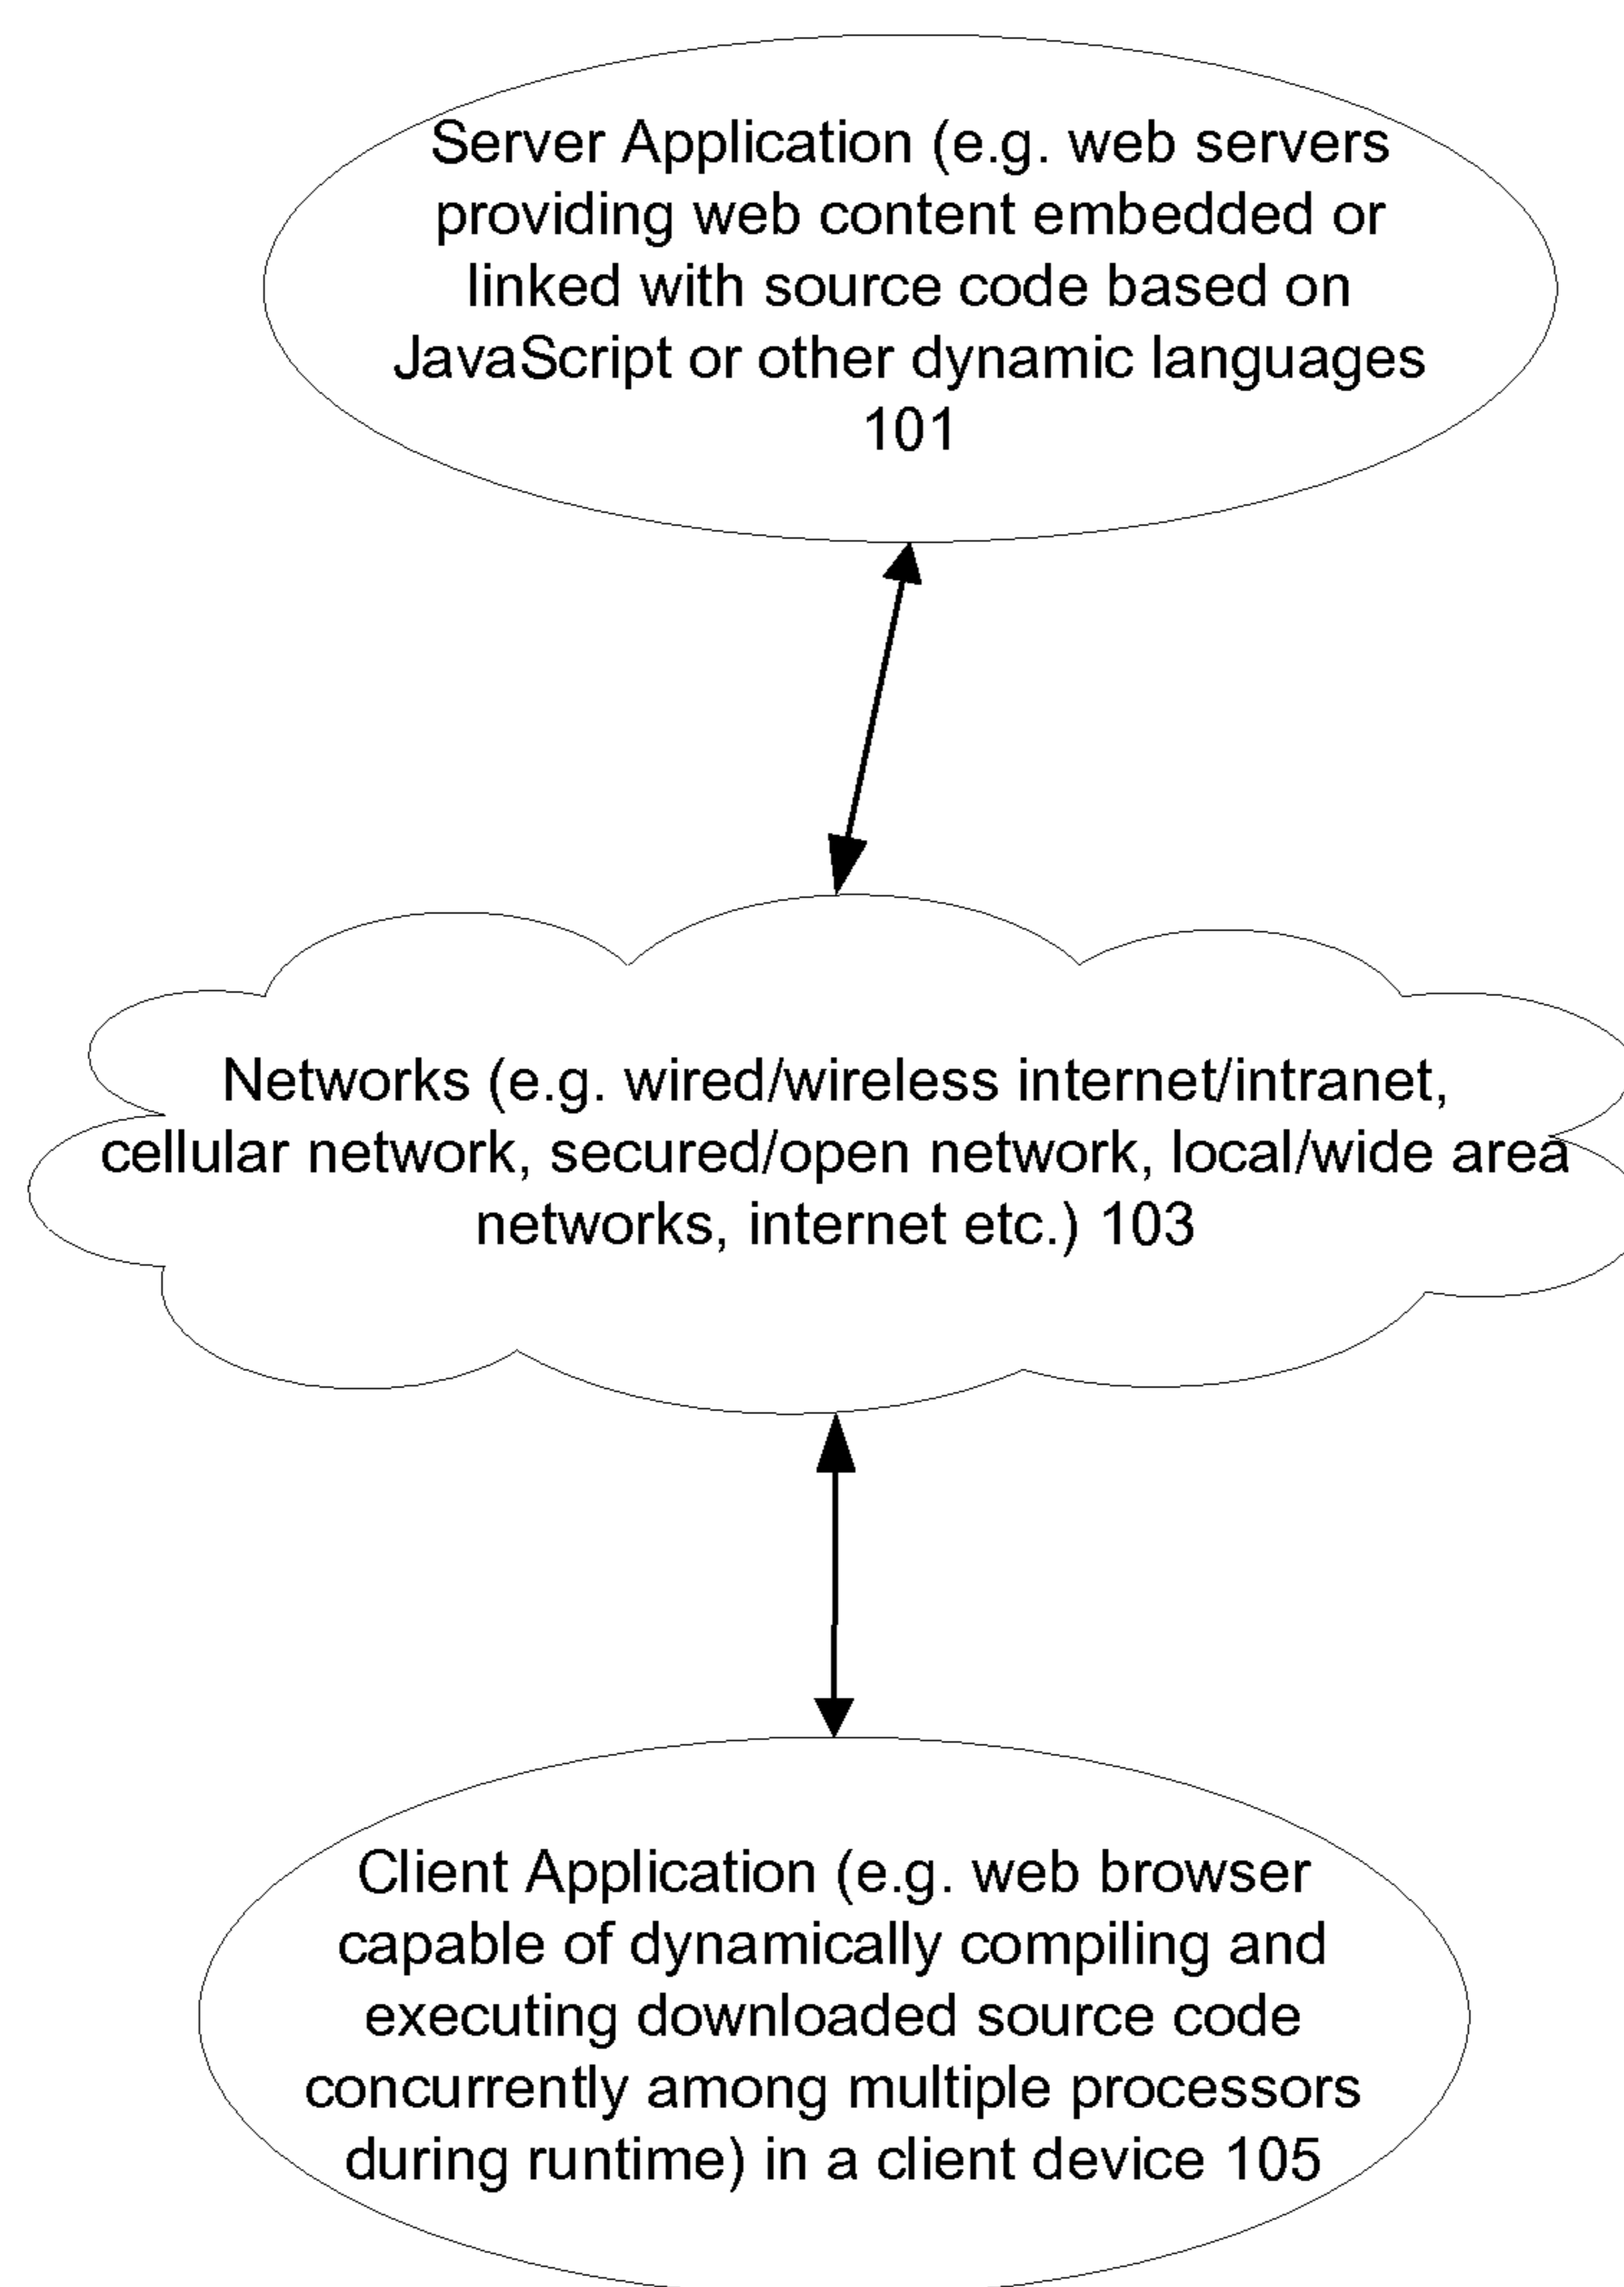 Server Application (e.g. web servers
providing web content embedded or
linked with source code based on
JavaScript or other dynamic languages
101
Networks (e.g. wired/wireless internet/intranet,
cellular network, secured/open network, local/wide area
networks, internet etc.) 103
Client Application (e.g. web browser
capable of dynamically compiling and
executing downloaded source code
concurrently among multiple processors
during runtime) in a client device 105